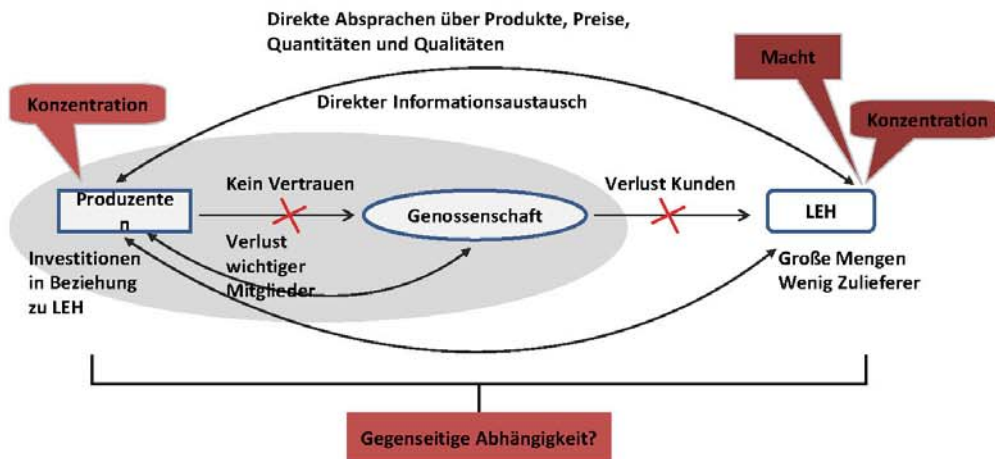 Direkte Absprachen über Produkte, Preise,
Quantitäten und Qualitäten
Macht
Konzentration
Direkter Informationsaustausch
Konzentration
Kein Vertrauen
Verlust Kunden
Produzente
n
Genossenschaft
LEH
Investitionen
in Beziehung
zu LEH
Verlust
wichtiger
Mitglieder
Große Mengen
Wenig Zulieferer
Gegenseitige Abhängigkeit?